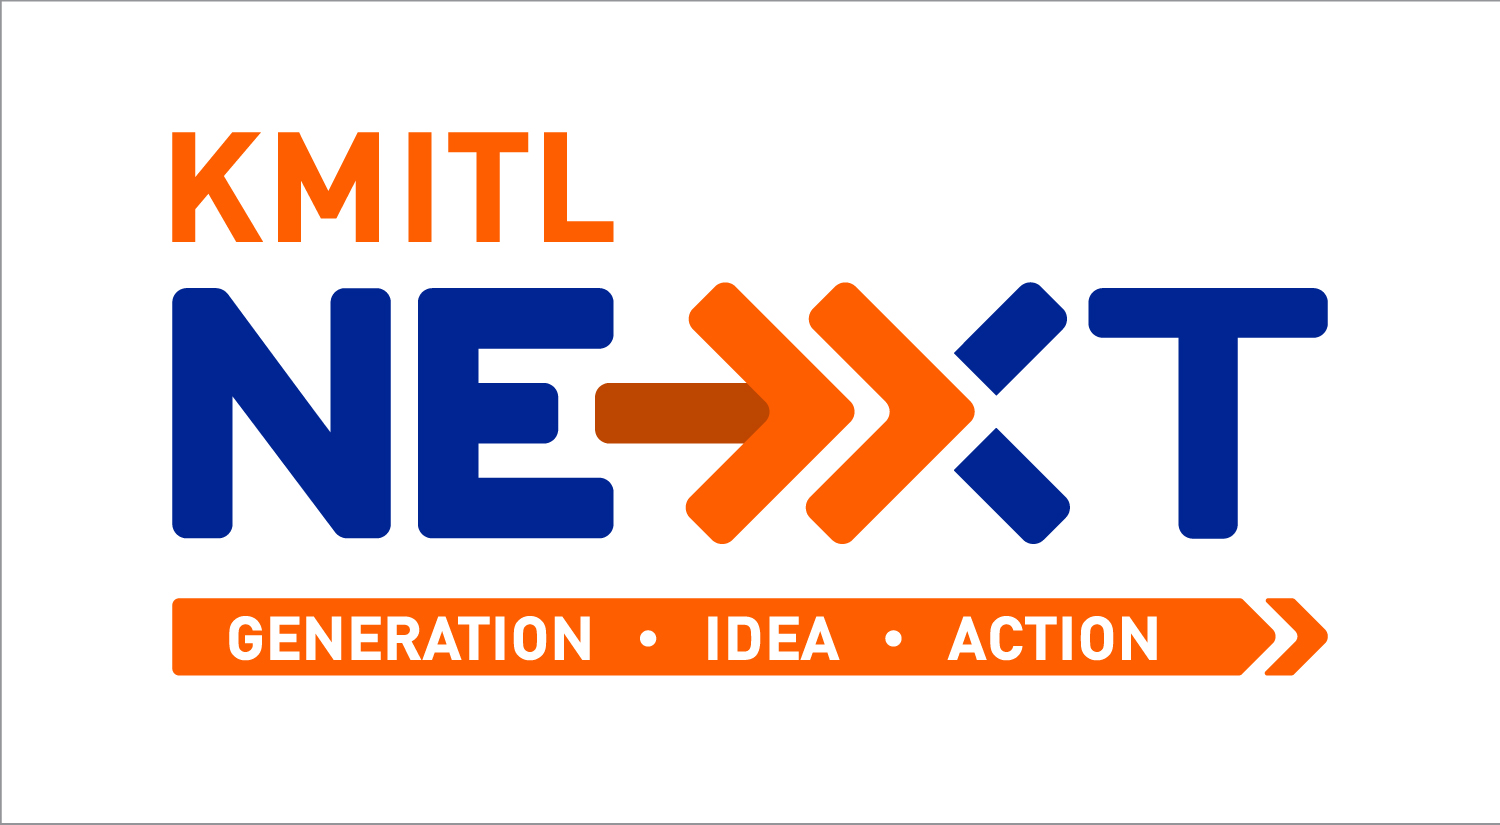 KMITL
NEXT
GENERATION • IDEA • ACTION